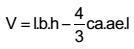 V = l.b.h − 4/3 ca.ae.l